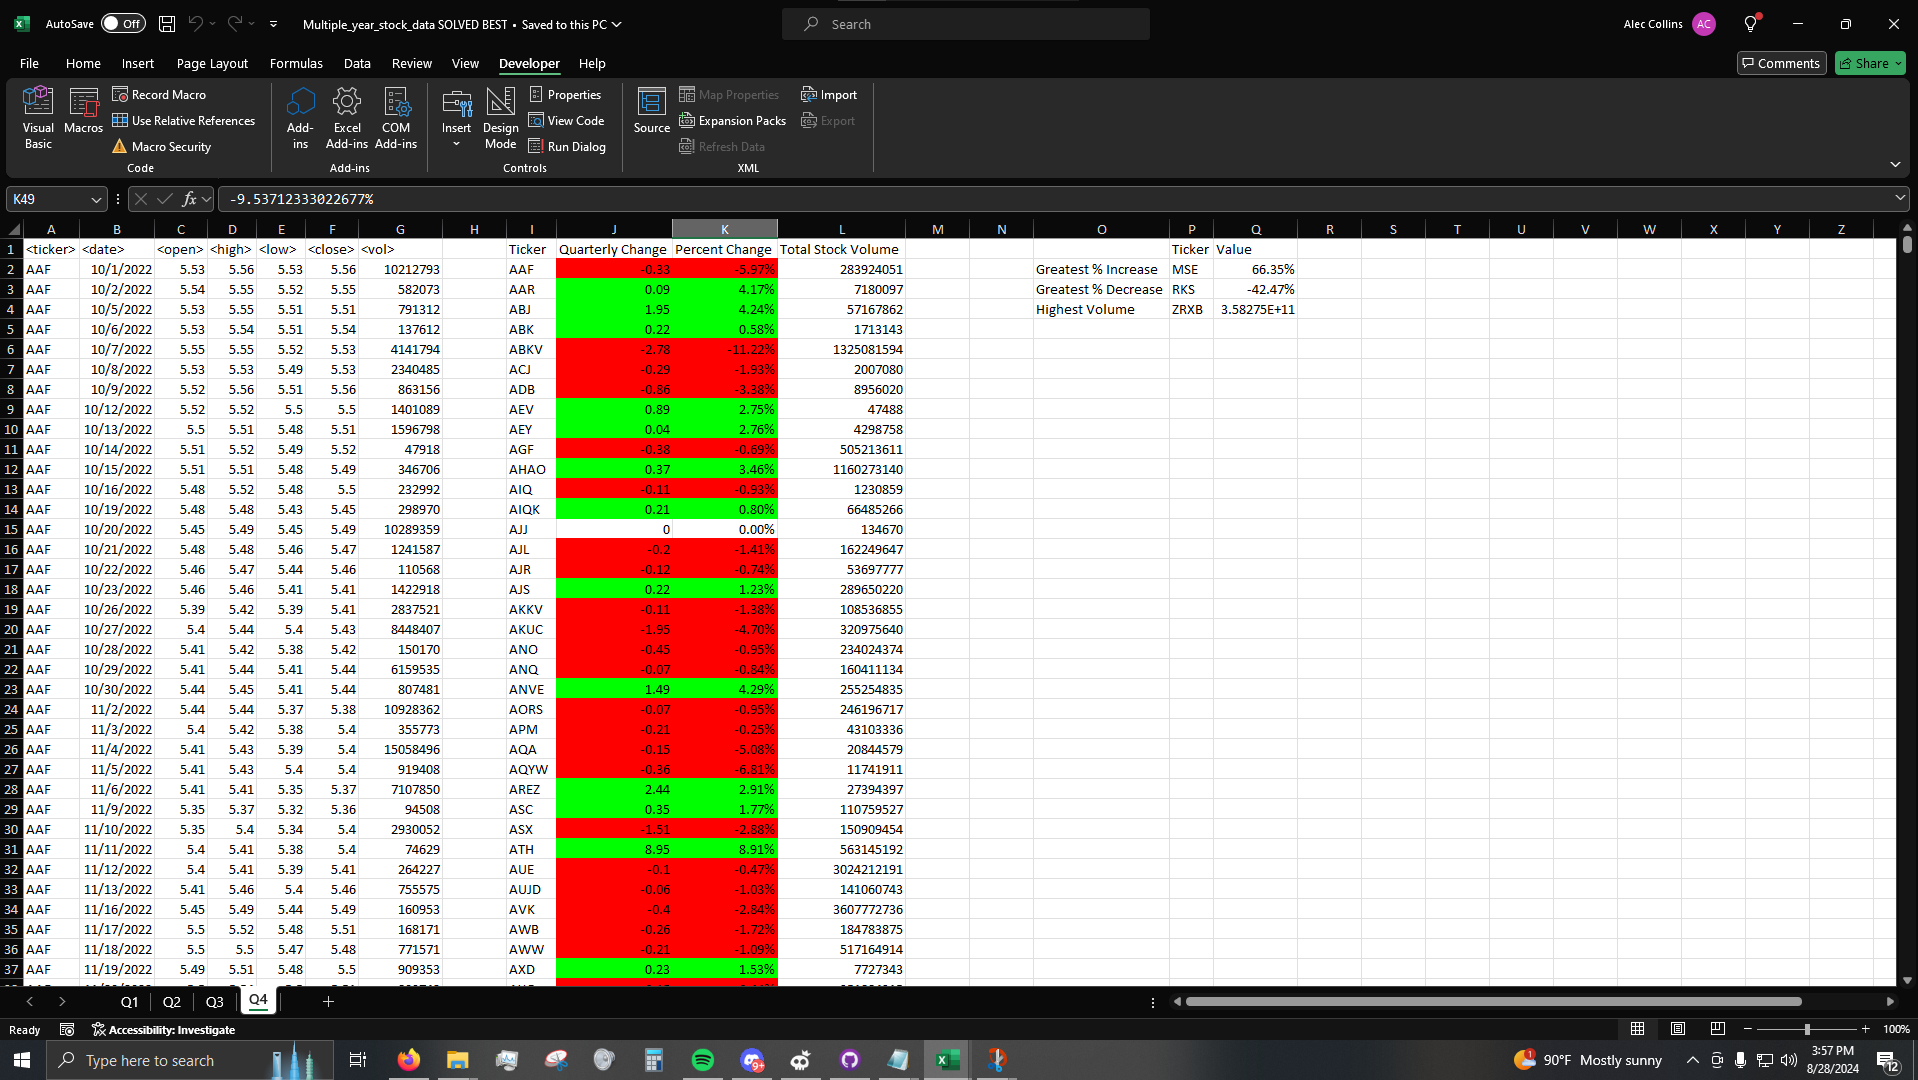 AutoSave Off Multiple_year_stock_data SOLVED BEST • Saved to this PC Search Alec Collins AC
File Home Insert Page Layout Formulas Data Review View Developer Help Comments Share
Visual Basic Macros Record Macro Use Relative References Macro Security Code
Add-ins Excel Add-ins COM Add-ins Add-ins
Insert Design Mode Properties View Code Run Dialog Controls
Source Map Properties Expansion Packs Refresh Data Import Export XML
K49 fx -9.53712333022677%
A B C D E F G H I J K L M N O P Q R S T U V W X Y Z
1 <ticker> <date> <open> <high> <low> <close> <vol> Ticker Quarterly Change Percent Change Total Stock Volume Ticker Value
2 AAF 10/1/2022 5.53 5.56 5.53 5.56 10212793 AAF -0.33 -5.97% 283924051 Greatest % Increase MSE 66.35%
3 AAF 10/2/2022 5.54 5.55 5.52 5.55 582073 AAR 0.09 4.17% 7180097 Greatest % Decrease RKS -42.47%
4 AAF 10/5/2022 5.53 5.55 5.51 5.51 791312 ABJ 1.95 4.24% 57167862 Highest Volume ZRXB 3.58275E+11
5 AAF 10/6/2022 5.53 5.54 5.51 5.54 137612 ABK 0.22 0.58% 1713143
6 AAF 10/7/2022 5.55 5.55 5.52 5.53 4141794 ABKV -2.78 -11.22% 1325081594
7 AAF 10/8/2022 5.53 5.53 5.49 5.53 2340485 ACJ -0.29 -1.93% 2007080
8 AAF 10/9/2022 5.52 5.56 5.51 5.56 863156 ADB -0.86 -3.38% 8956020
9 AAF 10/12/2022 5.52 5.52 5.5 5.5 1401089 AEV 0.89 2.75% 47488
10 AAF 10/13/2022 5.5 5.51 5.48 5.51 1596798 AEY 0.04 2.76% 4298758
11 AAF 10/14/2022 5.51 5.52 5.49 5.52 47918 AGF -0.38 -0.69% 505213611
12 AAF 10/15/2022 5.51 5.51 5.48 5.49 346706 AHAO 0.37 3.46% 1160273140
13 AAF 10/16/2022 5.48 5.52 5.48 5.5 232992 AIQ -0.11 -0.93% 1230859
14 AAF 10/19/2022 5.48 5.48 5.43 5.45 298970 AIQK 0.21 0.80% 66485266
15 AAF 10/20/2022 5.45 5.49 5.45 5.49 10289359 AJJ 0 0.00% 134670
16 AAF 10/21/2022 5.48 5.48 5.46 5.47 1241587 AJL -0.2 -1.41% 162249647
17 AAF 10/22/2022 5.46 5.47 5.44 5.46 110568 AJR -0.12 -0.74% 53697777
18 AAF 10/23/2022 5.46 5.46 5.41 5.41 1422918 AJS 0.22 1.23% 289650220
19 AAF 10/26/2022 5.39 5.42 5.39 5.41 2837521 AKKV -0.11 -1.38% 108536855
20 AAF 10/27/2022 5.4 5.44 5.4 5.43 8448407 AKUC -1.95 -4.70% 320975640
21 AAF 10/28/2022 5.41 5.42 5.38 5.42 150170 ANO -0.45 -0.95% 234024374
22 AAF 10/29/2022 5.41 5.44 5.41 5.44 6159535 ANQ -0.07 -0.84% 160411134
23 AAF 10/30/2022 5.44 5.45 5.41 5.44 807481 ANVE 1.49 4.29% 255254835
24 AAF 11/2/2022 5.44 5.44 5.37 5.38 10928362 AORS -0.07 -0.95% 246196717
25 AAF 11/3/2022 5.4 5.42 5.38 5.4 355773 APM -0.21 -0.25% 43103336
26 AAF 11/4/2022 5.41 5.43 5.39 5.4 15058496 AQA -0.15 -5.08% 20844579
27 AAF 11/5/2022 5.41 5.43 5.4 5.4 919408 AQYW -0.36 -6.81% 11741911
28 AAF 11/6/2022 5.41 5.41 5.35 5.37 7107850 AREZ 2.44 2.91% 27394397
29 AAF 11/9/2022 5.35 5.37 5.32 5.36 94508 ASC 0.35 1.77% 110759527
30 AAF 11/10/2022 5.35 5.4 5.34 5.4 2930052 ASX -1.51 -2.88% 150909454
31 AAF 11/11/2022 5.4 5.41 5.38 5.4 74629 ATH 8.95 8.91% 563145192
32 AAF 11/12/2022 5.4 5.41 5.39 5.41 264227 AUE -0.1 -0.47% 3024212191
33 AAF 11/13/2022 5.41 5.46 5.4 5.46 755575 AUJD -0.06 -1.03% 141060743
34 AAF 11/16/2022 5.45 5.49 5.44 5.49 160953 AVK -0.4 -2.84% 3607772736
35 AAF 11/17/2022 5.5 5.52 5.48 5.51 168171 AWB -0.26 -1.72% 184783875
36 AAF 11/18/2022 5.5 5.5 5.47 5.48 771571 AWW -0.21 -1.09% 517164914
37 AAF 11/19/2022 5.49 5.51 5.48 5.5 909353 AXD 0.23 1.53% 7727343
Q1 Q2 Q3 Q4
Ready Accessibility: Investigate 100%
Type here to search 90°F Mostly sunny 3:57 PM
8/28/2024 12